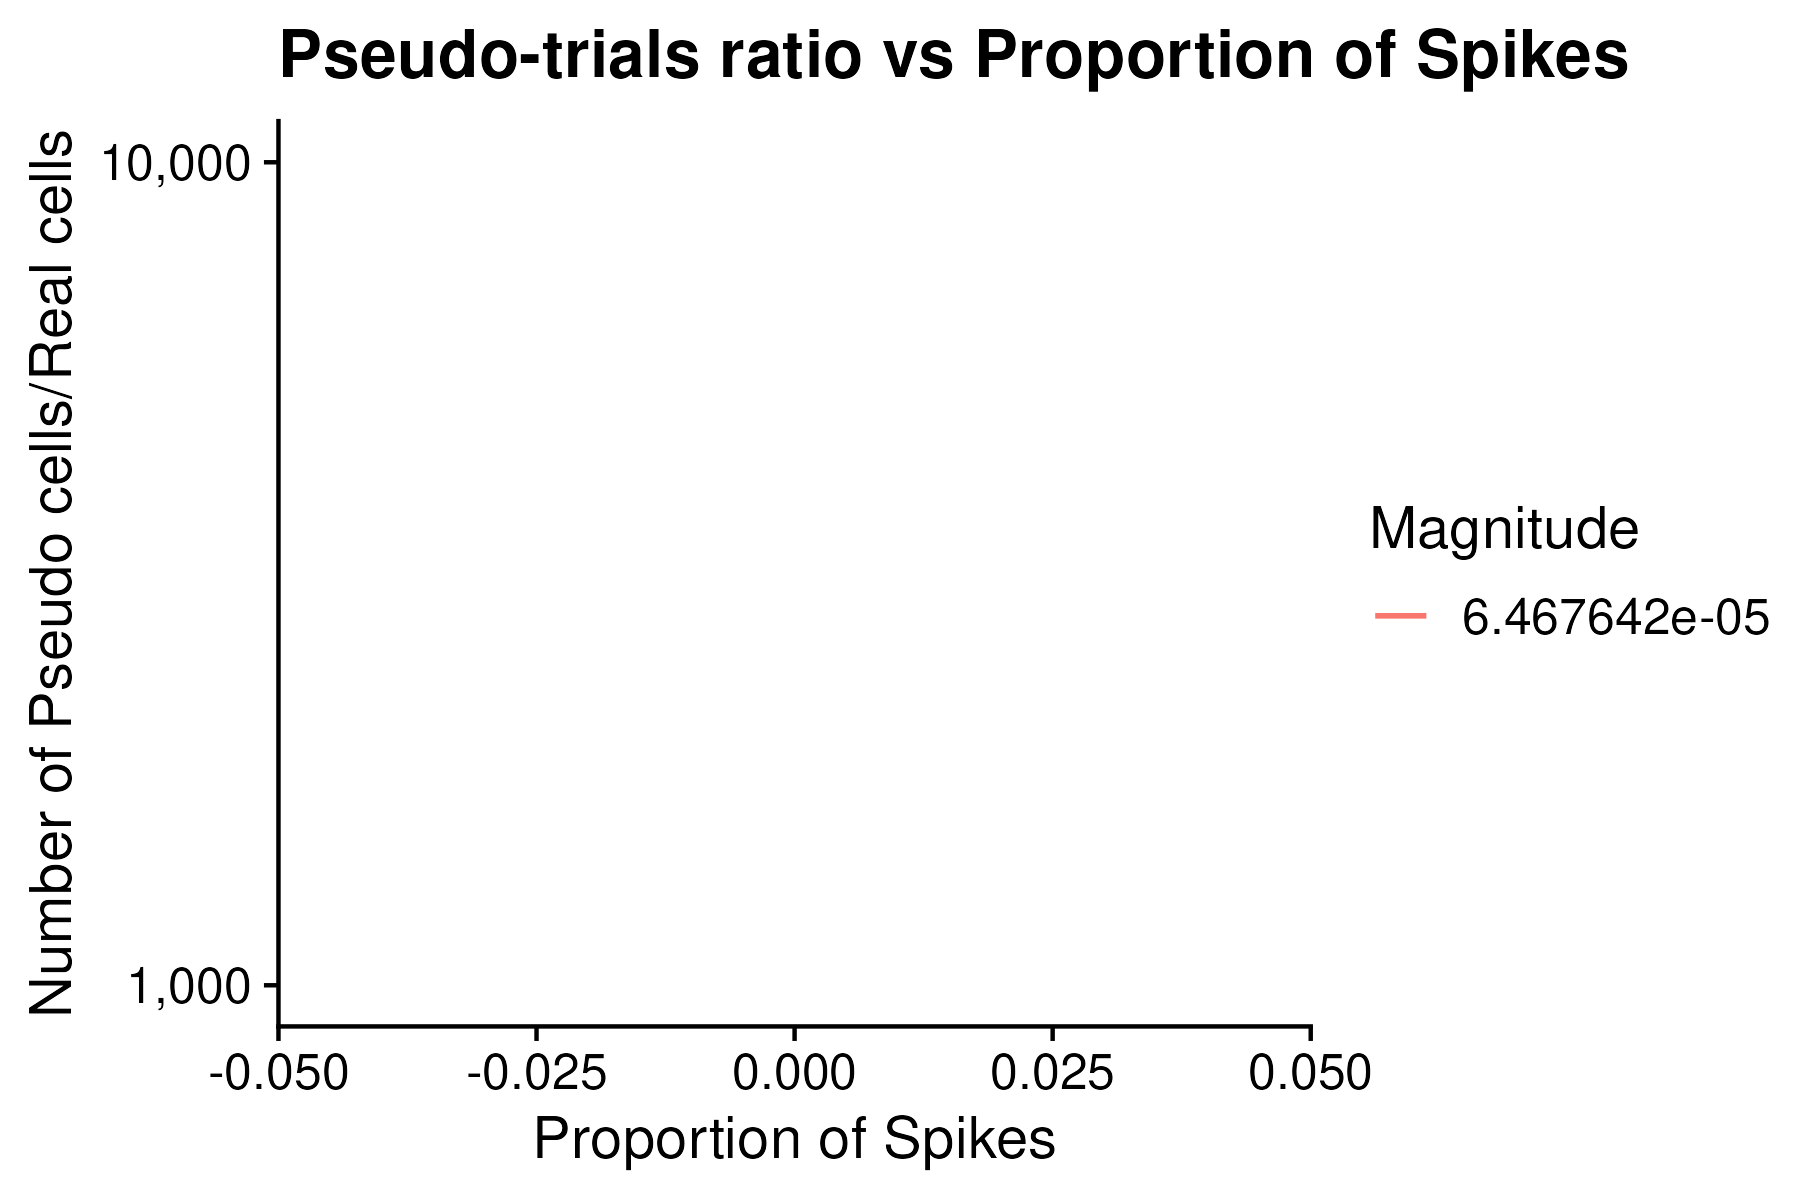 Pseudo-trials ratio vs Proportion of Spikes
Number of Pseudo cells/Real cells
10,000
1,000
-0.050
-0.025
0.000
0.025
0.050
Proportion of Spikes
Magnitude
6.467642e-05